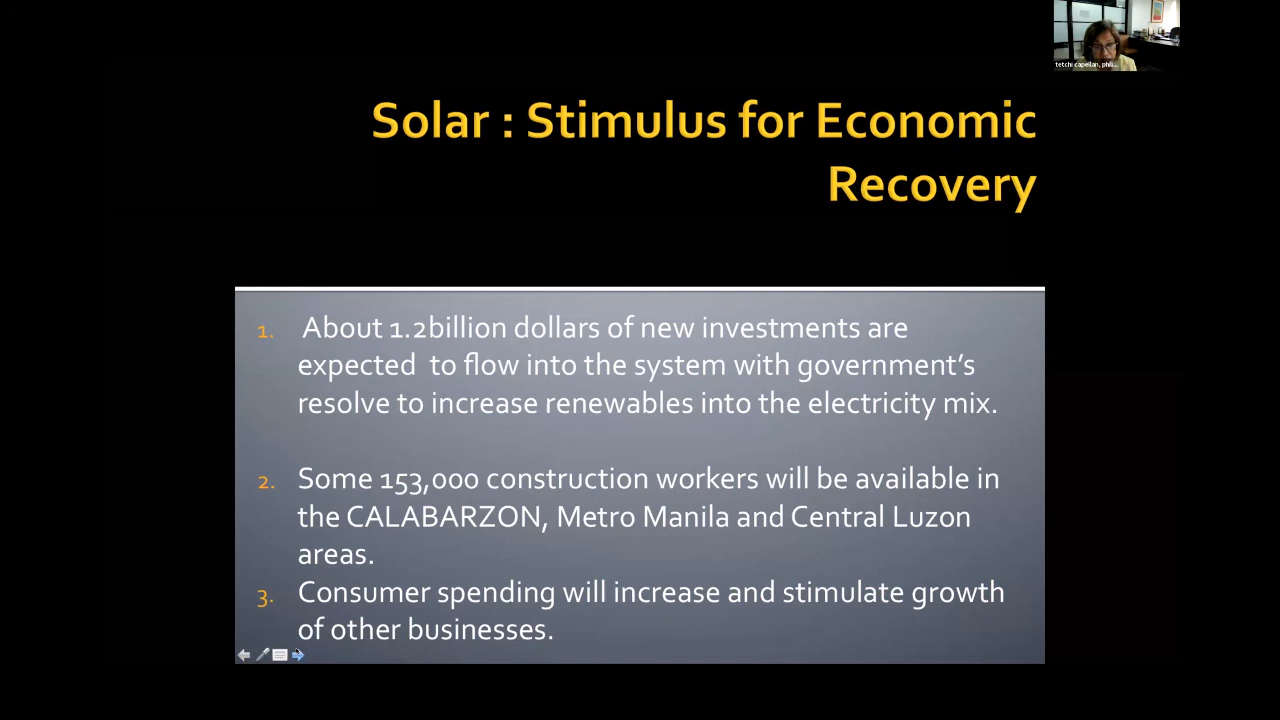 tetchi capellan, phili...
Solar : Stimulus for Economic
Recovery
1. About 1.2billion dollars of new investments are
expected to flow into the system with government’s
resolve to increase renewables into the electricity mix.
2. Some 153,000 construction workers will be available in
the CALABARZON, Metro Manila and Central Luzon
areas.
3. Consumer spending will increase and stimulate growth
of other businesses.